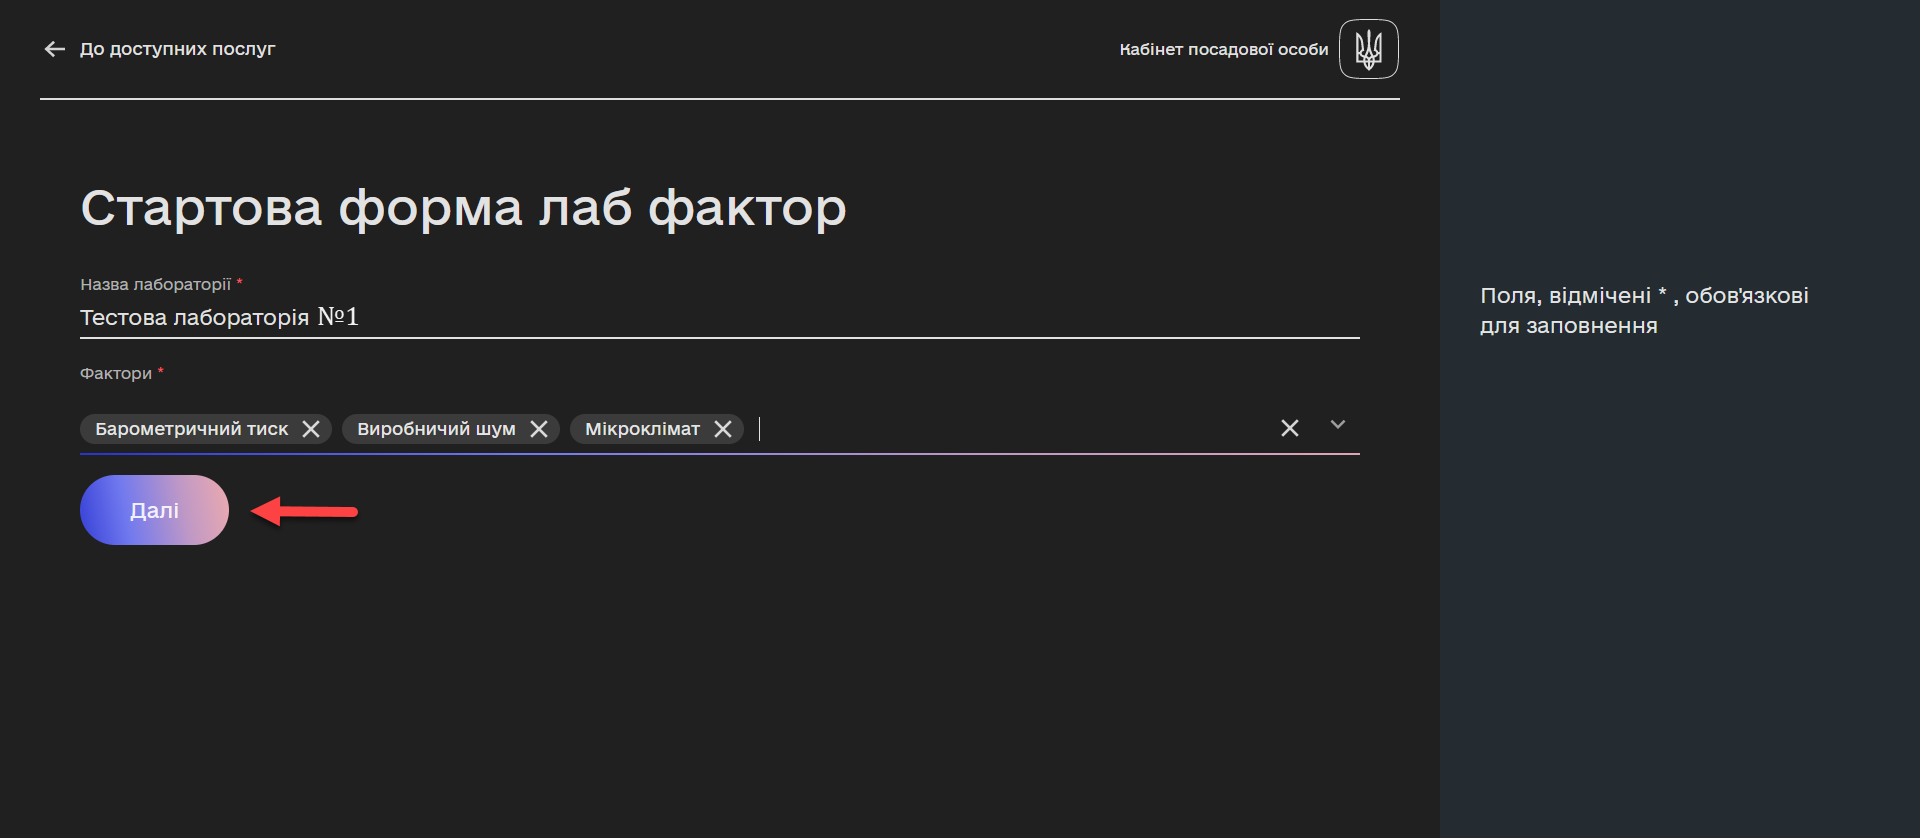 До доступних послуг
Кабінет посадової особи
Стартова форма лаб фактор
Назва лабораторії *
Тестова лабораторія №1
Фактори *
Барометричний тиск Виробничий шум Мікроклімат
Далі
Поля, відмічені * , обов'язкові
для заповнення